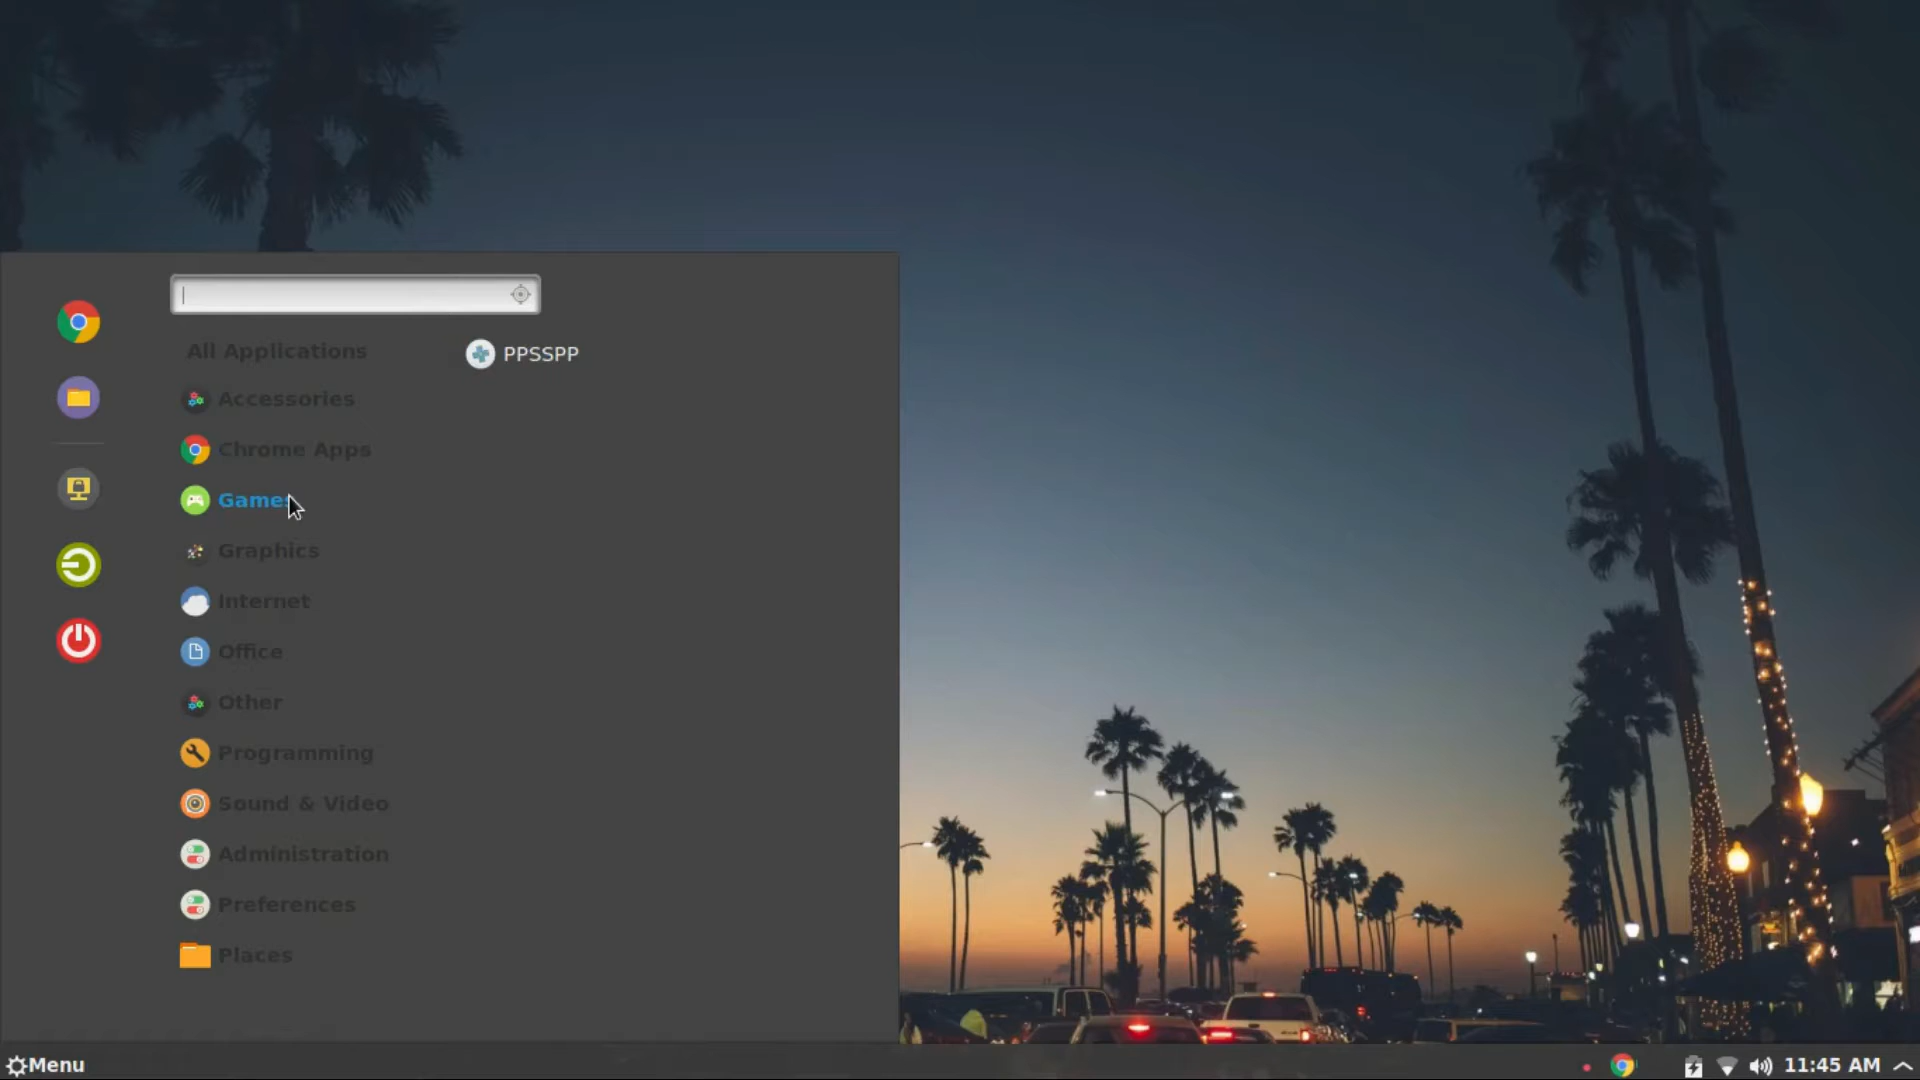 All Applications
PPSSPP
Accessories
Chrome Apps
Games
Graphics
Internet
Office
Other
Programming
Sound & Video
Administration
Preferences
Places
Menu
11:45 AM